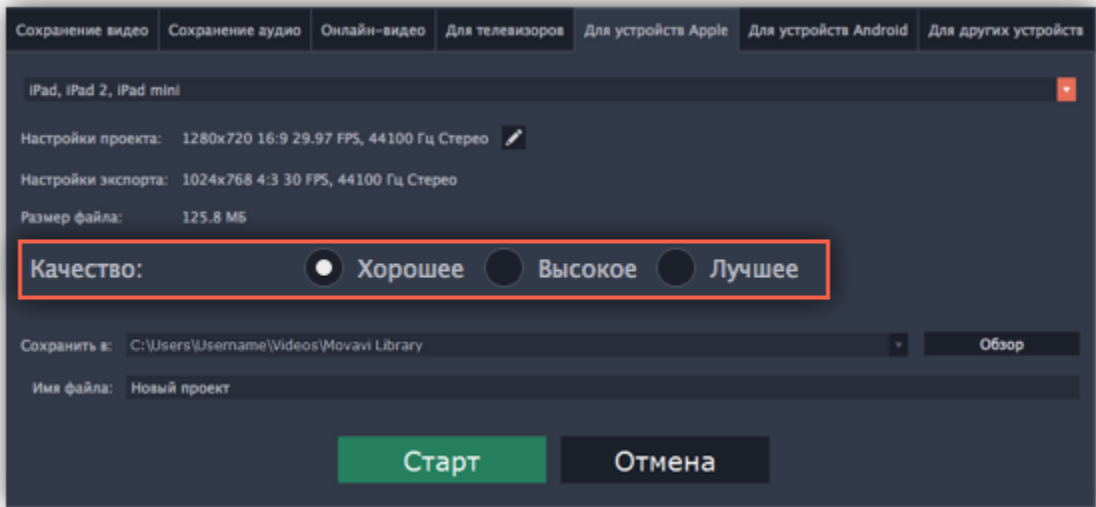 Сохранение видео Сохранение аудио Онлайн-видео Для телевизоров Для устройств Apple Для устройств Android Для других устройств
iPad, iPad 2, iPad mini
Настройки проекта: 1280x720 16:9 29.97 FPS, 44100 Гц Стерео
Настройки экспорта: 1024x768 4:3 30 FPS, 44100 Гц Стерео
Размер файла: 125.8 МБ
Качество: Хорошее Высокое Лучшее
Сохранить в: C:\Users\Username\Videos\Movavi Library Обзор
Имя файла: Новый проект
Старт Отмена